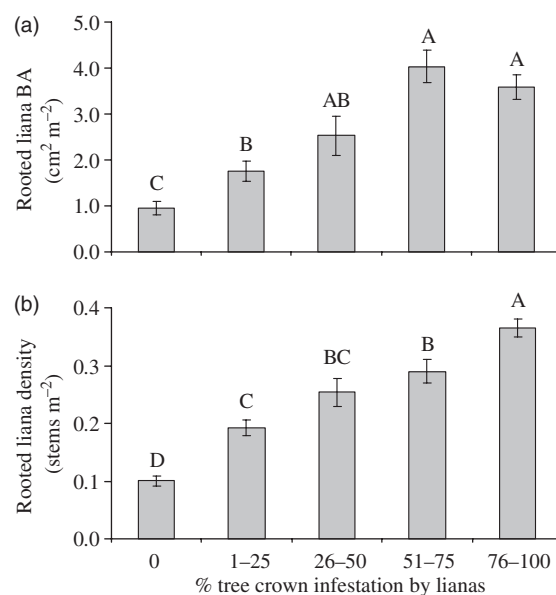 (a)
Rooted liana BA
(cm² m⁻²)
5.0
4.0
3.0
2.0
1.0
0.0
C
B
AB
A
A
(b)
Rooted liana density
(stems m⁻²)
0.4
0.3
0.2
0.1
0.0
D
C
BC
B
A
0 1–25 26–50 51–75 76–100
% tree crown infestation by lianas